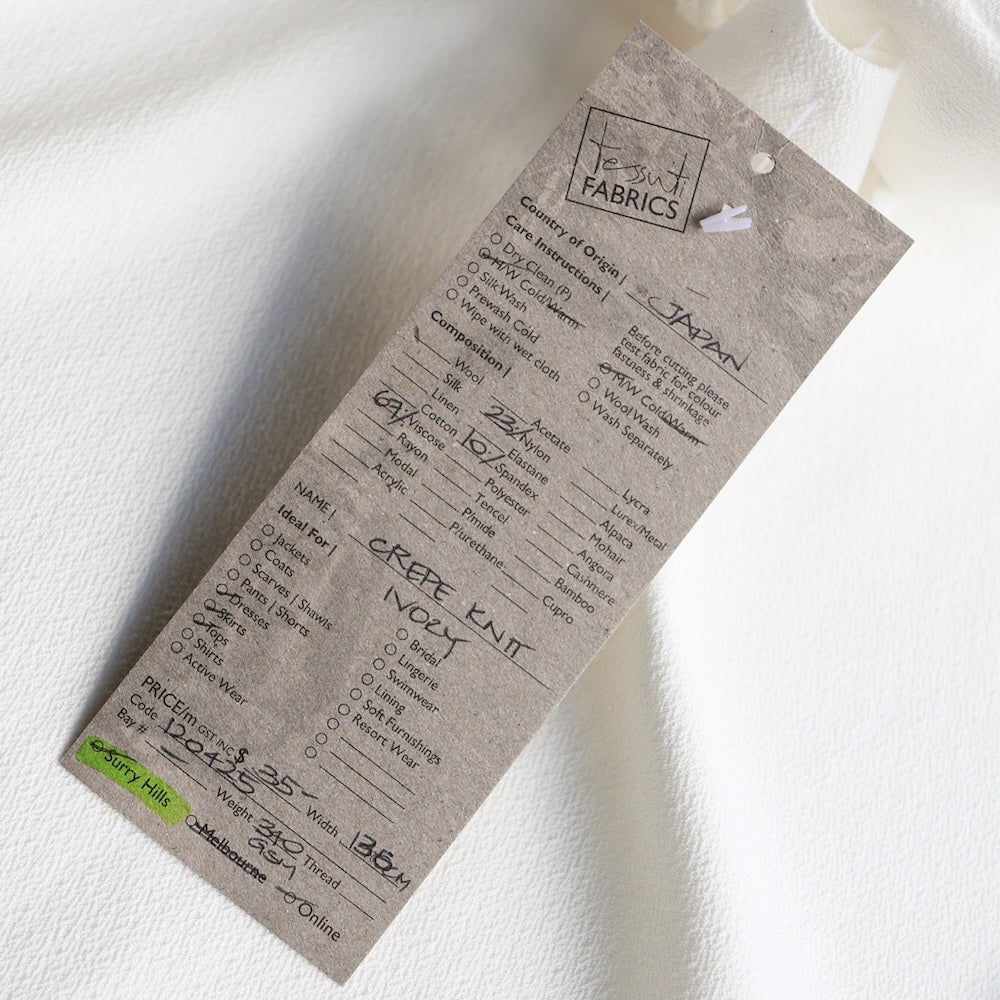 tessuti
FABRICS
Country of Origin | JAPAN
Care Instructions |
Before cutting please
test fabric for colour
fastness & shrinkage
Dry Clean (P)
M/W Cold/Warm
Silk Wash
Prewash Cold
Wipe with wet cloth
M/W Cold/Warm
Wool Wash
Wash Separately
Composition |
Wool
Silk
Linen
Cotton
67% Viscose
Rayon
Modal
Acrylic
Acetate
23% Nylon
Elastane
10% Spandex
Polyester
Tencel
P/mide
P/urethane
Lycra
Lurex/Metal
Alpaca
Mohair
Angora
Cashmere
Bamboo
Cupro
NAME | CREPE KNIT
IVORY
Ideal For |
Jackets
Coats
Scarves | Shawls
Pants | Shorts
Dresses
Skirts
Tops
Shirts
Active Wear
Bridal
Lingerie
Swimwear
Lining
Soft Furnishings
Resort Wear
PRICE/m GST INC $ 35-
Code 120425
Width 138cm
Bay #
Weight 340 GSM
Thread
Surry Hills
Melbourne
Online